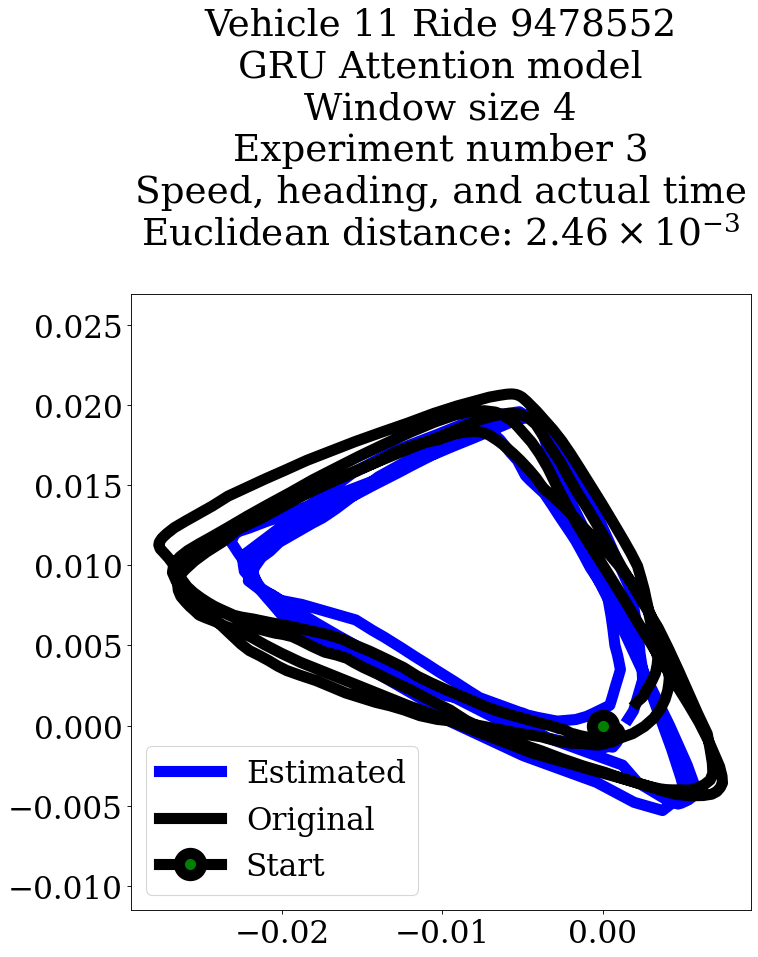 Vehicle 11 Ride 9478552
GRU Attention model
Window size 4
Experiment number 3
Speed, heading, and actual time
Euclidean distance: 2.46 × 10⁻³
0.025
0.020
0.015
0.010
0.005
0.000
−0.005
−0.010
Estimated
Original
Start
−0.02 −0.01 0.00